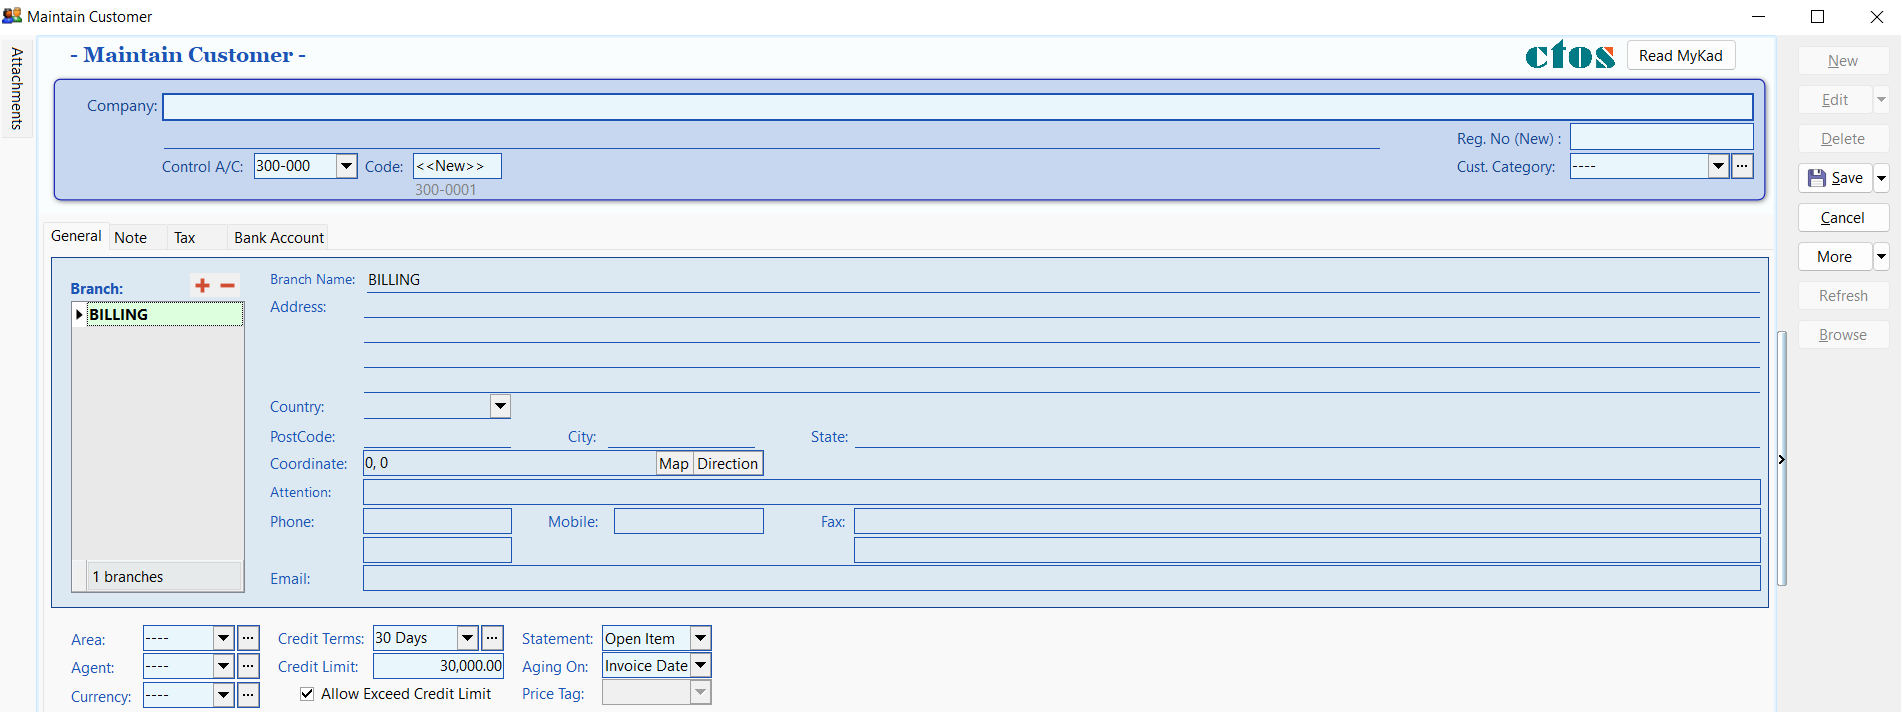 Maintain Customer
Attachments
- Maintain Customer -
ctos
Read MyKad
Company:
Reg. No (New) :
Control A/C: 300-000 Code: <<New>>
Cust. Category: ----
300-0001
General Note Tax Bank Account
Branch:
BILLING
1 branches
Branch Name: BILLING
Address:
Country:
PostCode: City: State:
Coordinate: 0, 0 Map Direction
Attention:
Phone: Mobile: Fax:
Email:
Area: ---- ... Credit Terms: 30 Days ... Statement: Open Item
Agent: ---- ... Credit Limit: 30,000.00 Aging On: Invoice Date
Currency: ---- ... Allow Exceed Credit Limit Price Tag:
New
Edit
Delete
Save
Cancel
More
Refresh
Browse